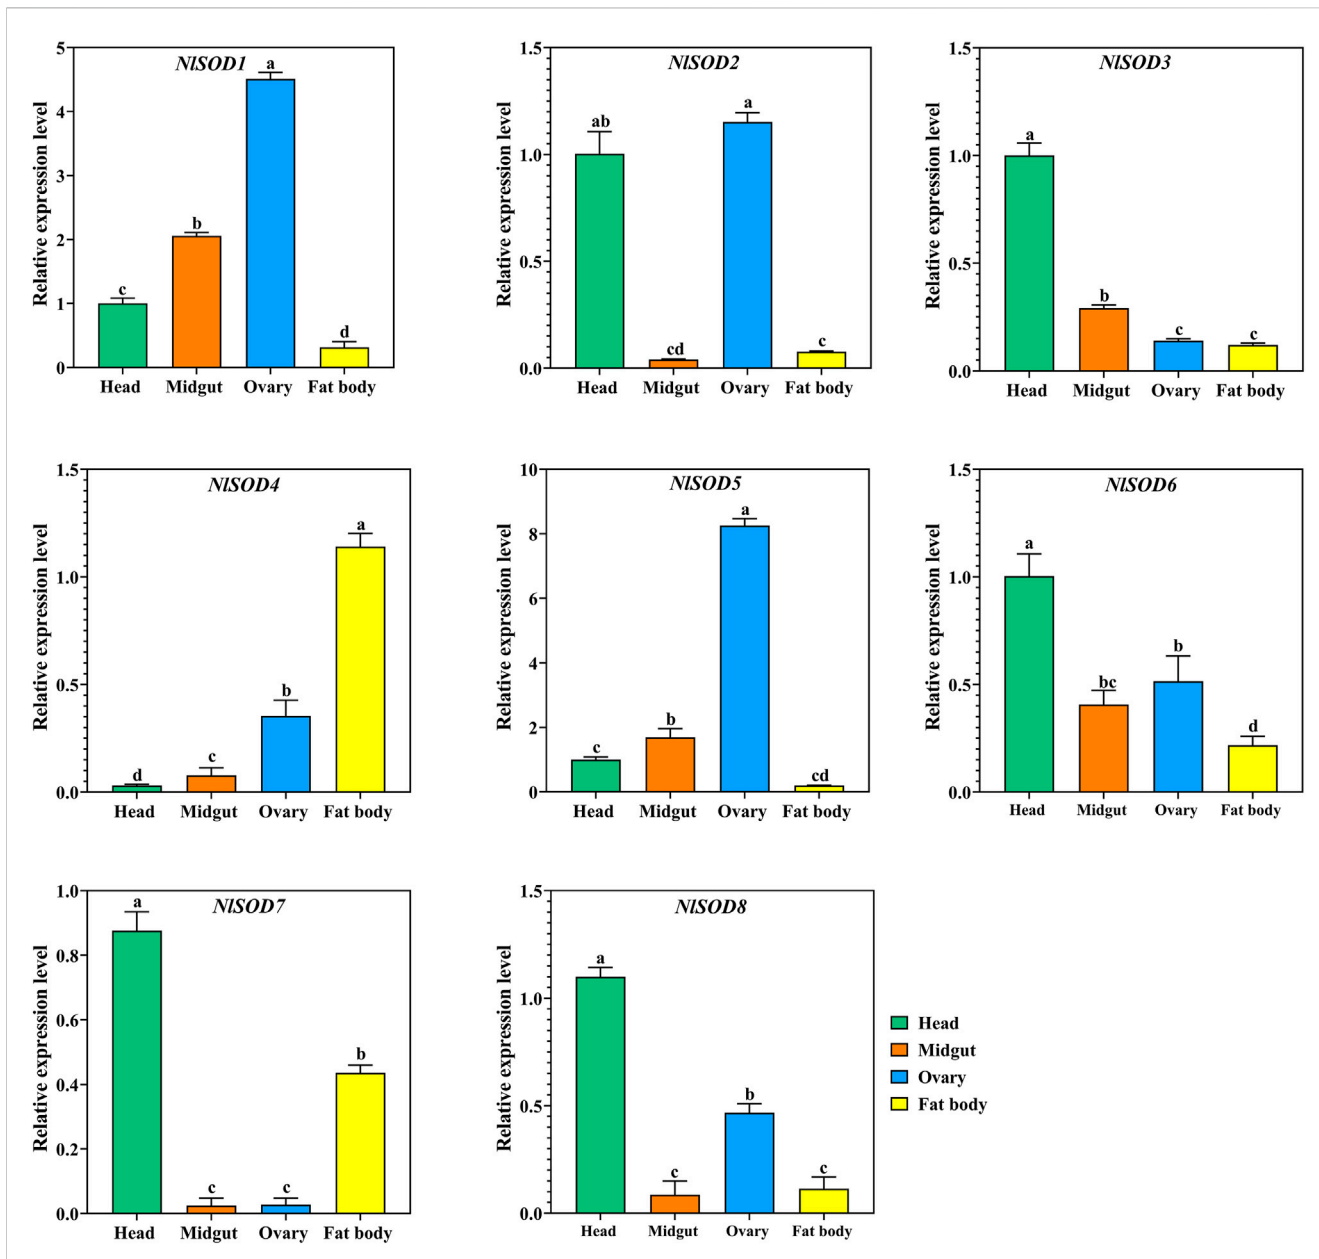 NlSOD1
Relative expression level
5
4
3
2
1
0
c
b
a
d
Head Midgut Ovary Fat body
NlSOD2
Relative expression level
1.5
1.0
0.5
0.0
ab
cd
a
c
Head Midgut Ovary Fat body
NlSOD3
Relative expression level
1.5
1.0
0.5
0.0
a
b
c
c
Head Midgut Ovary Fat body
NlSOD4
Relative expression level
1.5
1.0
0.5
0.0
d
c
b
a
Head Midgut Ovary Fat body
NlSOD5
Relative expression level
10
8
6
4
2
0
c
b
a
cd
Head Midgut Ovary Fat body
NlSOD6
Relative expression level
1.5
1.0
0.5
0.0
a
bc
b
d
Head Midgut Ovary Fat body
NlSOD7
Relative expression level
1.0
0.8
0.6
0.4
0.2
0.0
a
c
c
b
Head Midgut Ovary Fat body
NlSOD8
Relative expression level
1.5
1.0
0.5
0.0
a
c
b
c
Head Midgut Ovary Fat body
Head
Midgut
Ovary
Fat body